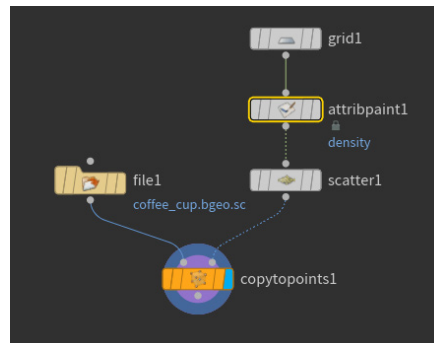 grid1
attribpaint1
density
file1
coffee_cup.bgeo.sc
scatter1
copytopoints1